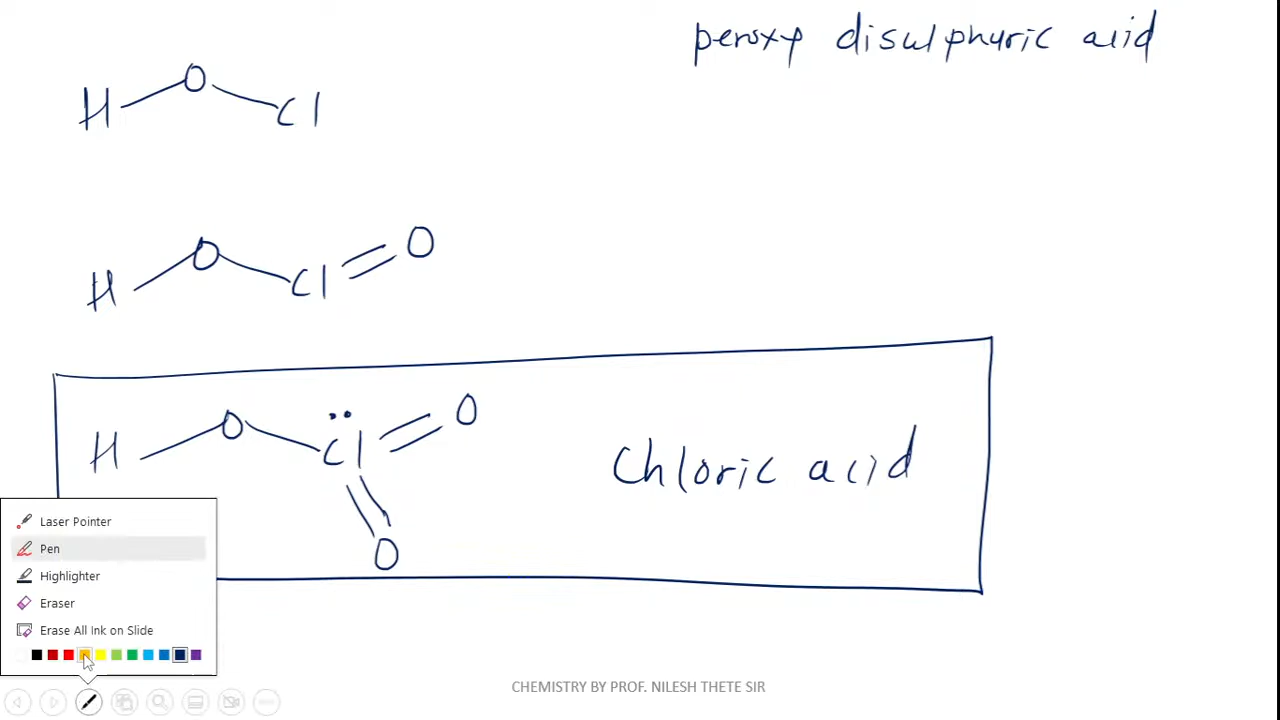 peroxy disulphuric acid
H O Cl
H O Cl O
H O Cl O
O
Chloric acid
Laser Pointer
Pen
Highlighter
Eraser
Erase All Ink on Slide
CHEMISTRY BY PROF. NILESH THETE SIR